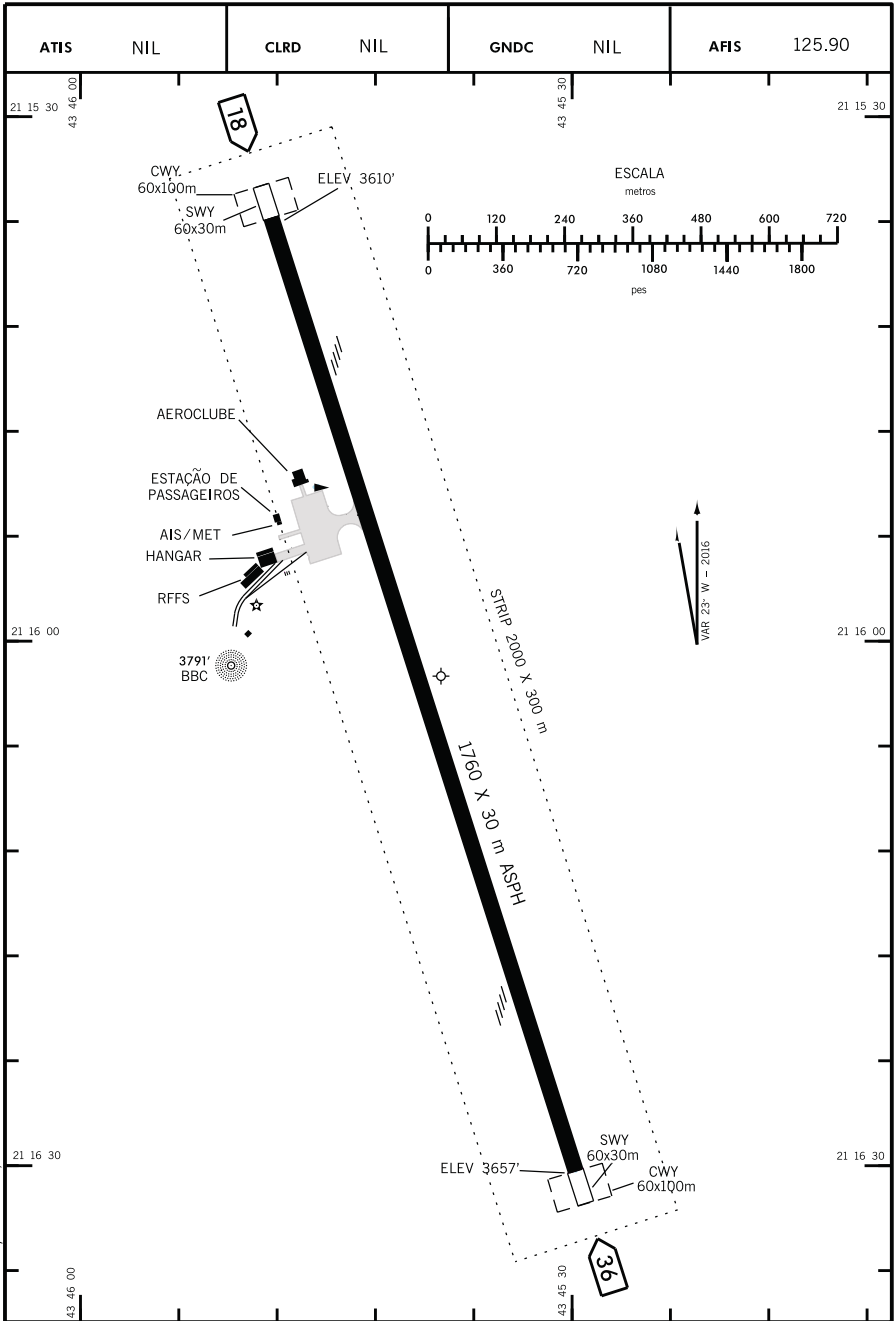 ATIS NIL CLRD NIL GNDC NIL AFIS 125.90
43 46 00
43 45 30
21 15 30
21 15 30
18
CWY
60x100m
SWY
60x30m
ELEV 3610'
ESCALA
metros
0 120 240 360 480 600 720
0 360 720 1080 1440 1800
pes
AEROCLUBE
ESTAÇÃO DE
PASSAGEIROS
AIS/MET
HANGAR
RFFS
VAR 23° W – 2016
STRIP 2000 X 300 m
21 16 00
21 16 00
3791'
BBC
1760 X 30 m ASPH
21 16 30
21 16 30
ELEV 3657'
SWY
60x30m
CWY
60x100m
36
43 46 00
43 45 30